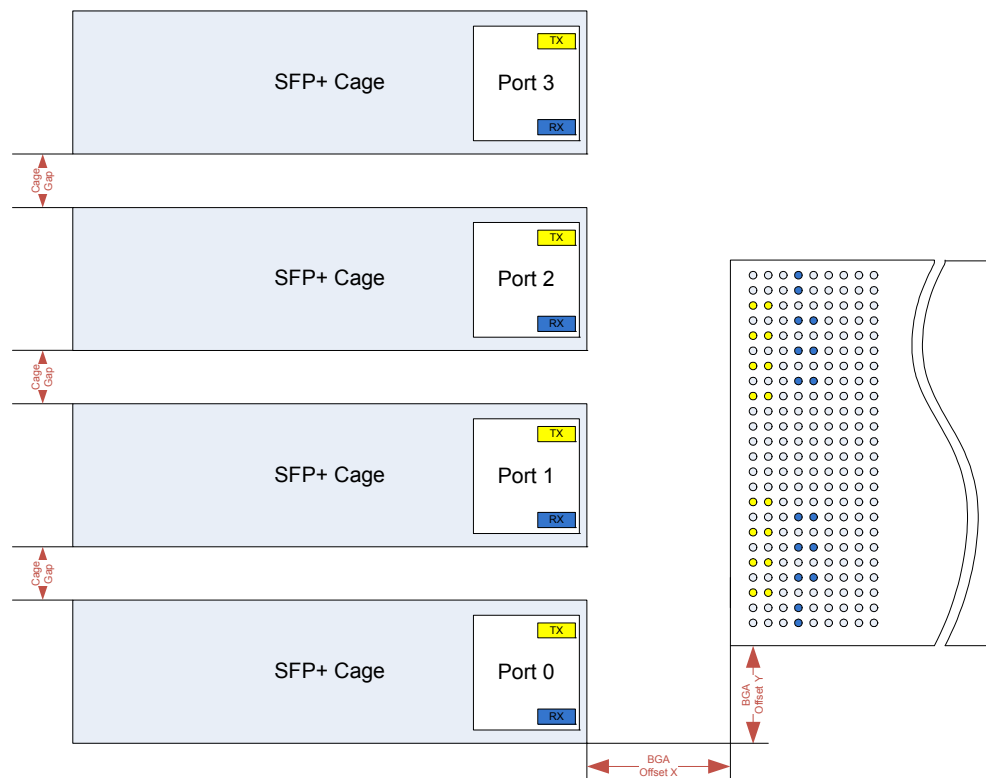 TX
SFP+ Cage
Port 3
RX
Cage
Gap
TX
SFP+ Cage
Port 2
RX
Cage
Gap
TX
SFP+ Cage
Port 1
RX
Cage
Gap
TX
SFP+ Cage
Port 0
RX
BGA
Offset Y
BGA
Offset X